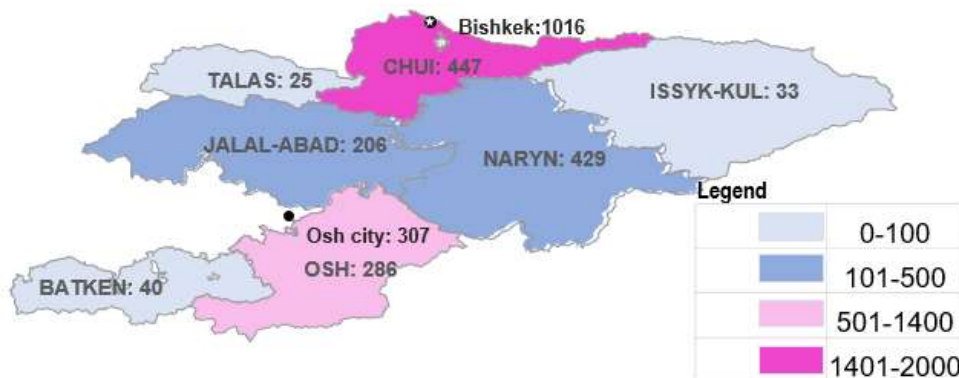 Bishkek:1016
TALAS: 25
CHUI: 447
ISSYK-KUL: 33
JALAL-ABAD: 206
NARYN: 429
Osh city: 307
OSH: 286
BATKEN: 40
Legend
0-100
101-500
501-1400
1401-2000